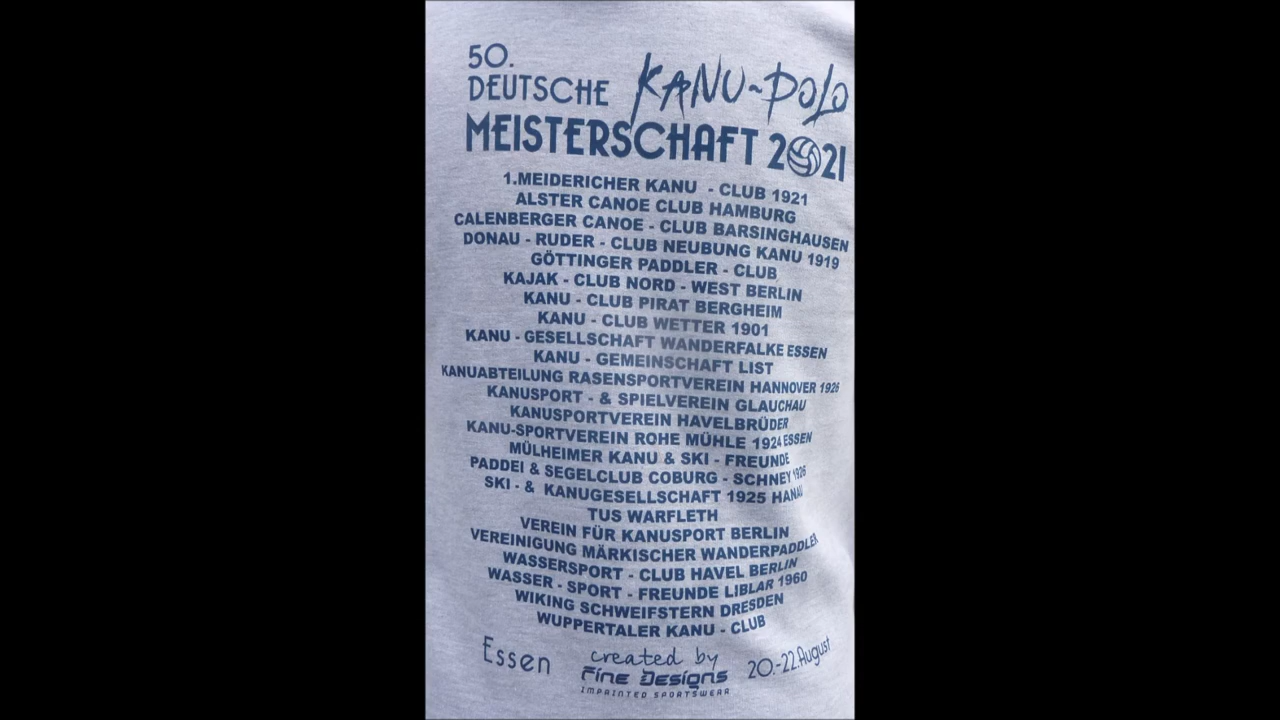 50.
DEUTSCHE KANU~POLO
MEISTERSCHAFT 2021
1.MEIDERICHER KANU - CLUB 1921
ALSTER CANOE CLUB HAMBURG
CALENBERGER CANOE - CLUB BARSINGHAUSEN
DONAU - RUDER - CLUB NEUBUNG KANU 1919
GÖTTINGER PADDLER - CLUB
KAJAK - CLUB NORD - WEST BERLIN
KANU - CLUB PIRAT BERGHEIM
KANU - CLUB WETTER 1901
KANU - GESELLSCHAFT WANDERFALKE ESSEN
KANU - GEMEINSCHAFT LIST
KANUABTEILUNG RASENSPORTVEREIN HANNOVER 1926
KANUSPORT - & SPIELVEREIN GLAUCHAU
KANUSPORTVEREIN HAVELBRÜDER
KANU-SPORTVEREIN ROHE MÜHLE 1924 ESSEN
MÜLHEIMER KANU & SKI - FREUNDE
PADDEI & SEGELCLUB COBURG - SCHNEY 1926
SKI - & KANUGESELLSCHAFT 1925 HANAU
TUS WARFLETH
VEREIN FÜR KANUSPORT BERLIN
VEREINIGUNG MÄRKISCHER WANDERPADDLER
WASSERSPORT - CLUB HAVEL BERLIN
WASSER - SPORT - FREUNDE LIBLAR 1960
WIKING SCHWEIFSTERN DRESDEN
WUPPERTALER KANU - CLUB
Essen created by 20.-22.August
Fine Designs
IMPRINTED SPORTSWEAR